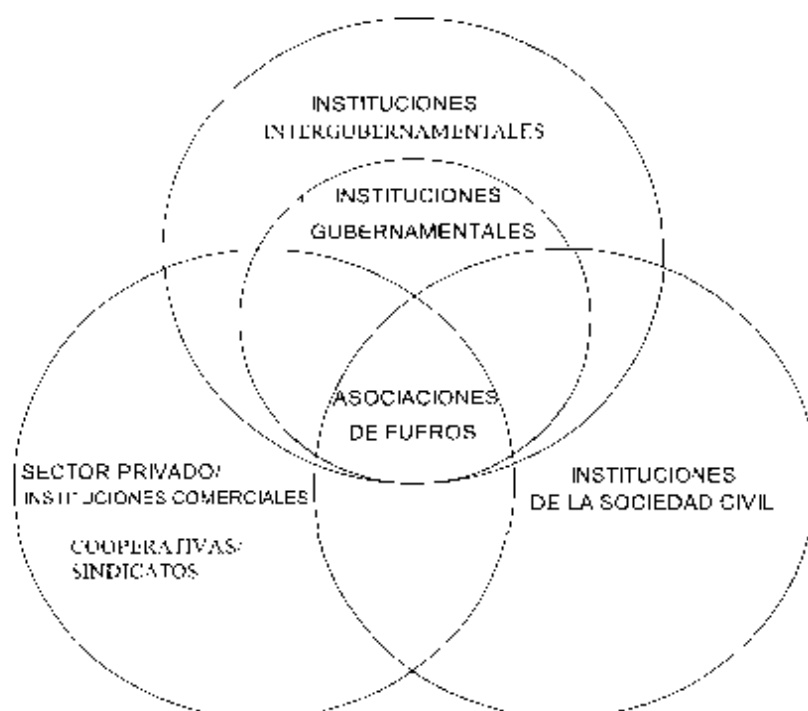 INSTITUCIONES
INTERGUBERNAMENTALES
INSTITUCIONES
GUBERNAMENTALES
ASOCIACIONES
DE FUFROS
SECTOR PRIVADO/
INSTITUCIONES COMERCIALES
COOPERATIVAS/
SINDICATOS
INSTITUCIONES
DE LA SOCIEDAD CIVIL